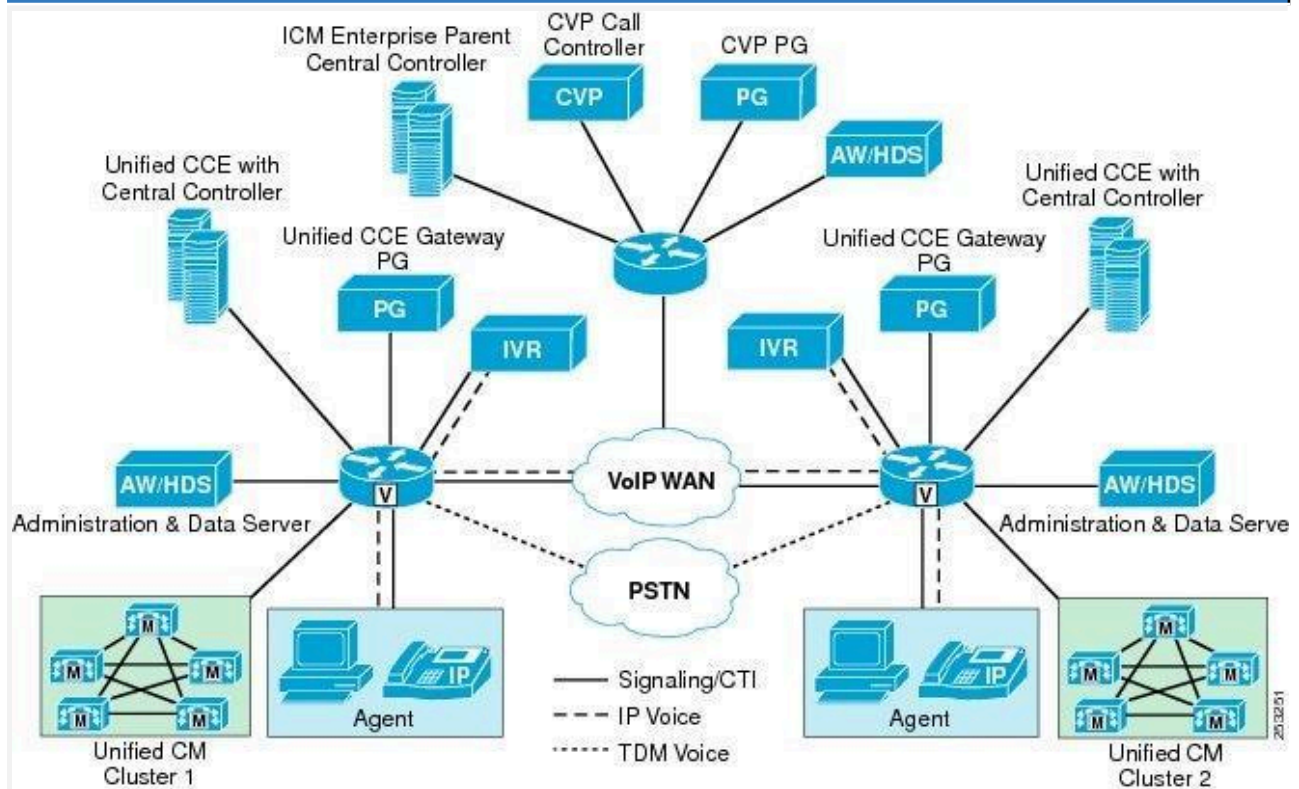 ICM Enterprise Parent
Central Controller
CVP Call
Controller
CVP PG
CVP
PG
AW/HDS
Unified CCE with
Central Controller
Unified CCE with
Central Controller
Unified CCE Gateway
PG
Unified CCE Gateway
PG
PG
PG
IVR
IVR
AW/HDS
V
VoIP WAN
V
AW/HDS
Administration & Data Server
Administration & Data Serve
PSTN
M
M
M
M
M
IP
Agent
Unified CM
Cluster 1
Signaling/CTI
IP Voice
TDM Voice
IP
Agent
M
M
M
M
M
Unified CM
Cluster 2
253251